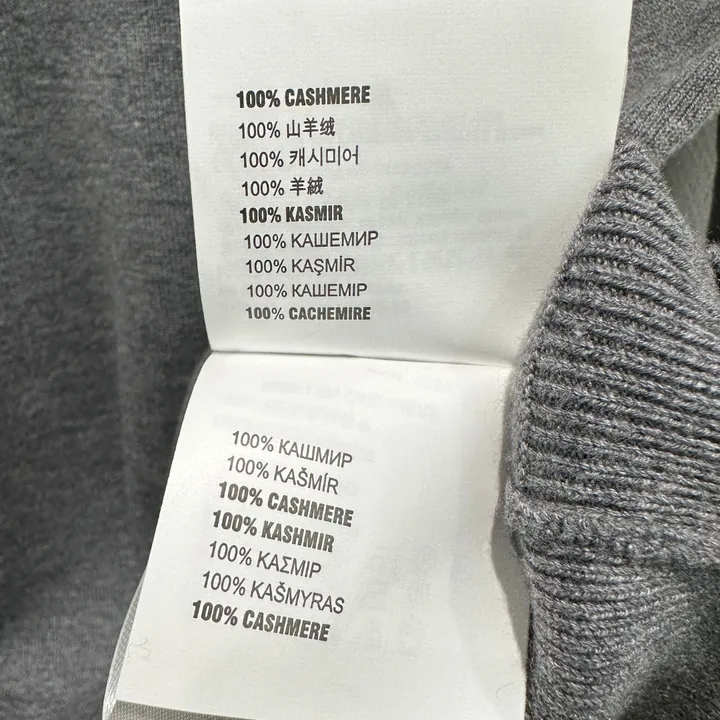 100% CASHMERE
100% 山羊绒
100% 캐시미어
100% 羊絨
100% KASMIR
100% КАШЕМИР
100% KAŞMİR
100% КАШЕМІР
100% CACHEMIRE
100% КАШМИР
100% KAŠMÍR
100% CASHMERE
100% KASHMIR
100% ΚΑΣΜΙΡ
100% KAŠMYRAS
100% CASHMERE